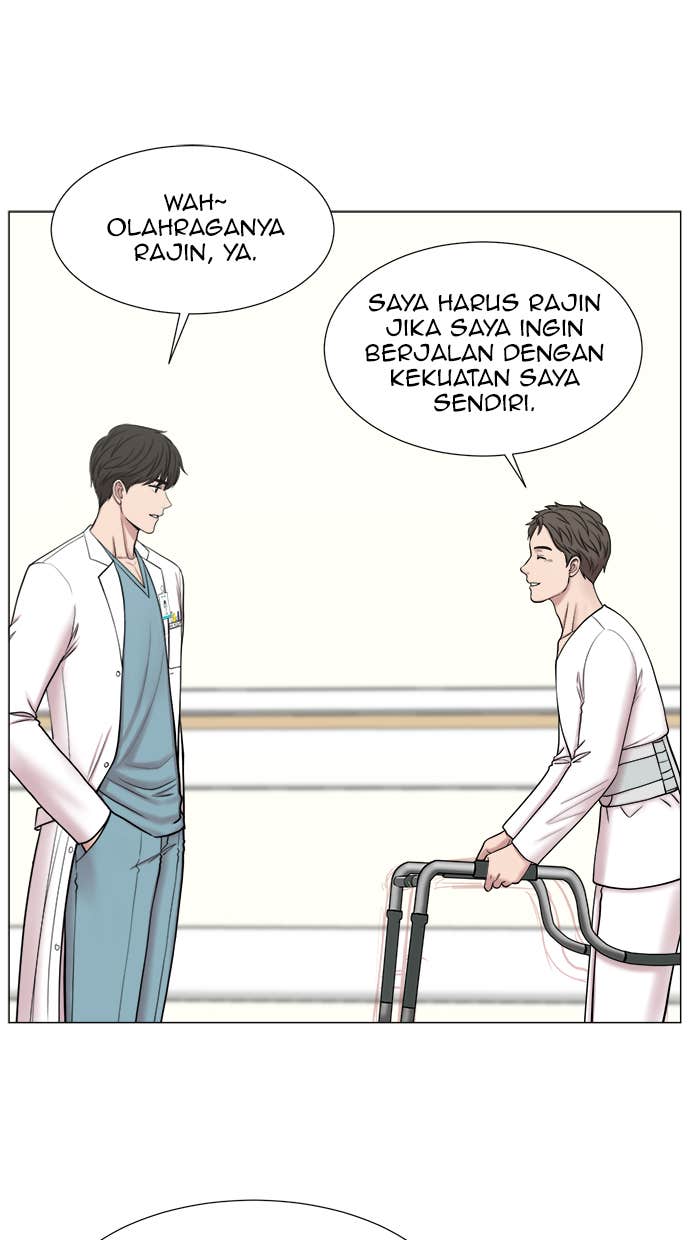 WAH~
OLAHRAGANYA
RAJIN, YA.
SAYA HARUS RAJIN
JIKA SAYA INGIN
BERJALAN DENGAN
KEKUATAN SAYA
SENDIRI.